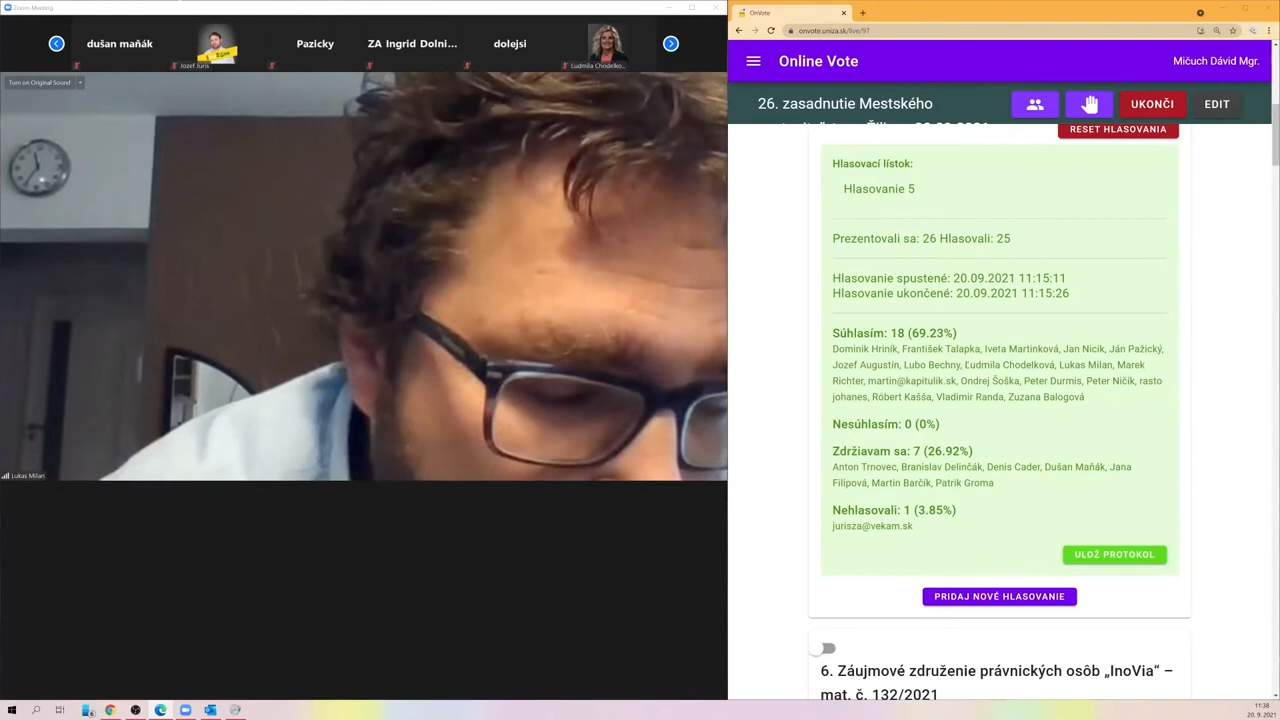 Zoom Meeting
dušan maňák
Jozef Juris
Pazicky
ZA Ingrid Dolni...
dolejsi
Ľudmila Chodelko...
Turn on Original Sound
Lukas Milan
OnVote
onvote.uniza.sk/live/97
Online Vote
Mičuch Dávid Mgr.
26. zasadnutie Mestského
UKONČI
EDIT
RESET HLASOVANIA
Hlasovací lístok:
Hlasovanie 5
Prezentovali sa: 26 Hlasovali: 25
Hlasovanie spustené: 20.09.2021 11:15:11
Hlasovanie ukončené: 20.09.2021 11:15:26
Súhlasím: 18 (69.23%)
Dominik Hriník, František Talapka, Iveta Martinková, Jan Nicik, Ján Pažický,
Jozef Augustín, Lubo Bechny, Ľudmila Chodelková, Lukas Milan, Marek
Richter, martin@kapitulik.sk, Ondrej Šoška, Peter Durmis, Peter Ničík, rasto
johanes, Róbert Kašša, Vladimir Randa, Zuzana Balogová
Nesúhlasím: 0 (0%)
Zdržiavam sa: 7 (26.92%)
Anton Trnovec, Branislav Delinčák, Denis Cader, Dušan Maňák, Jana
Filipová, Martin Barčík, Patrik Groma
Nehlasovali: 1 (3.85%)
jurisza@vekam.sk
ULOŽ PROTOKOL
PRIDAJ NOVÉ HLASOVANIE
6. Záujmové združenie právnických osôb „InoVia“ –
mat. č. 132/2021
11:38
20. 9. 2021